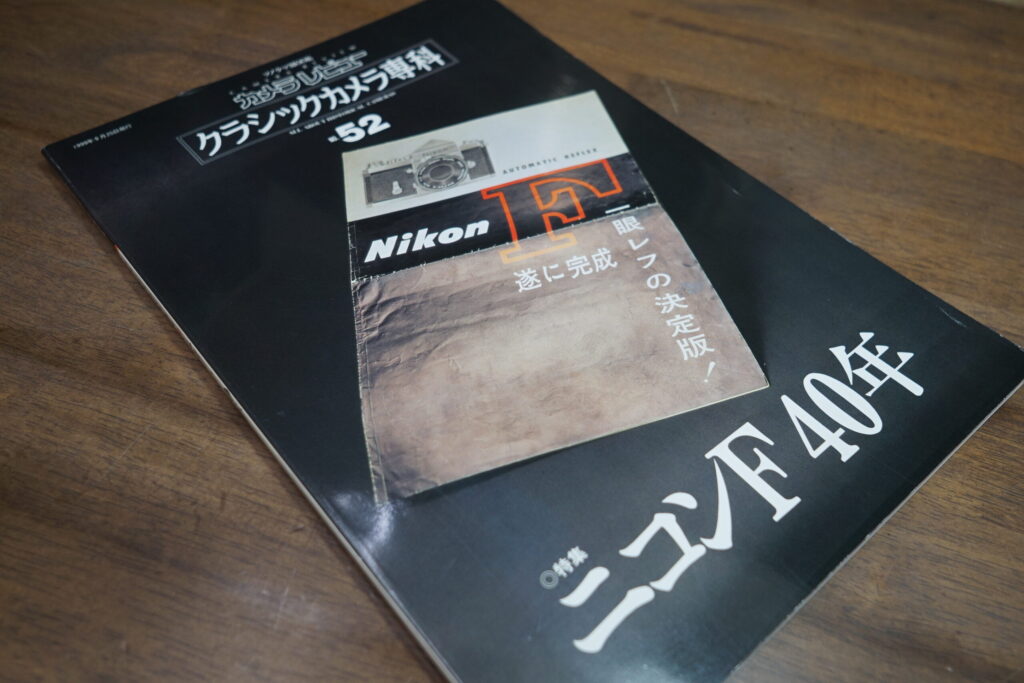 カメラレビュー
クラシックカメラ専科
No.52
AUTOMATIC REFLEX
Nikon F
一眼レフの決定版!
遂に完成
◎特集
ニコンF 40年